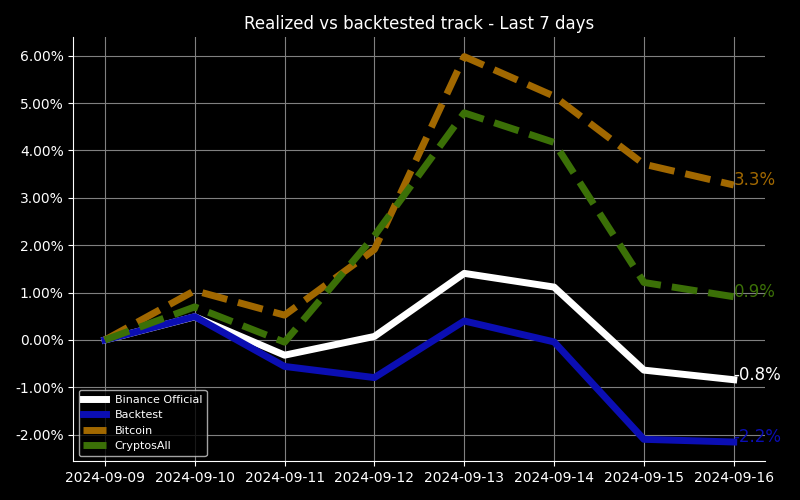 Realized vs backtested track - Last 7 days
6.00%
5.00%
4.00%
3.00%
2.00%
1.00%
0.00%
-1.00%
-2.00%
3.3%
0.9%
-0.8%
-2.2%
Binance Official
Backtest
Bitcoin
CryptosAll
2024-09-09 2024-09-10 2024-09-11 2024-09-12 2024-09-13 2024-09-14 2024-09-15 2024-09-16